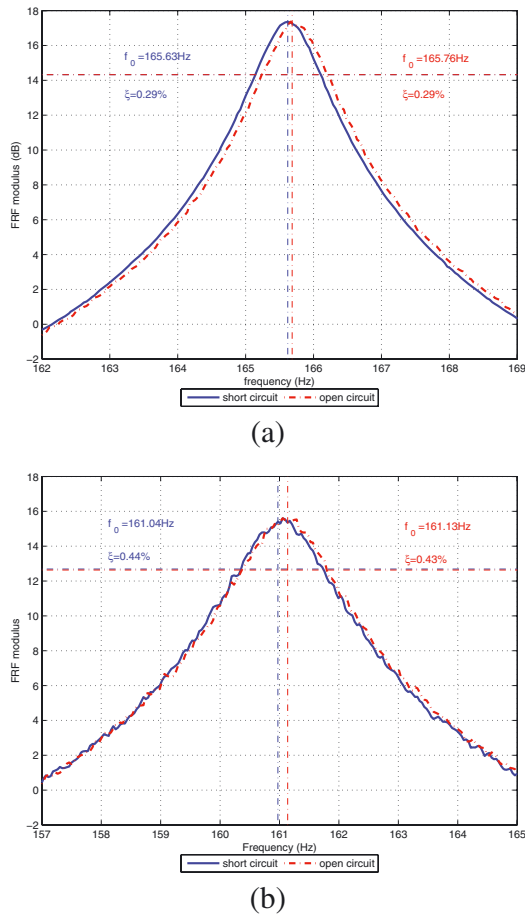 18
16
14
12
10
8
6
4
2
0
−2
FRF modulus (dB)
f 0 =165.63Hz
ξ=0.29%
f 0 =165.76Hz
ξ=0.29%
162 163 164 165 166 167 168 169
frequency (Hz)
short circuit open circuit
(a)
18
16
14
12
10
8
6
4
2
0
−2
FRF modulus
f 0 =161.04Hz
ξ=0.44%
f 0 =161.13Hz
ξ=0.43%
157 158 159 160 161 162 163 164 165
Frequency (Hz)
short circuit open circuit
(b)